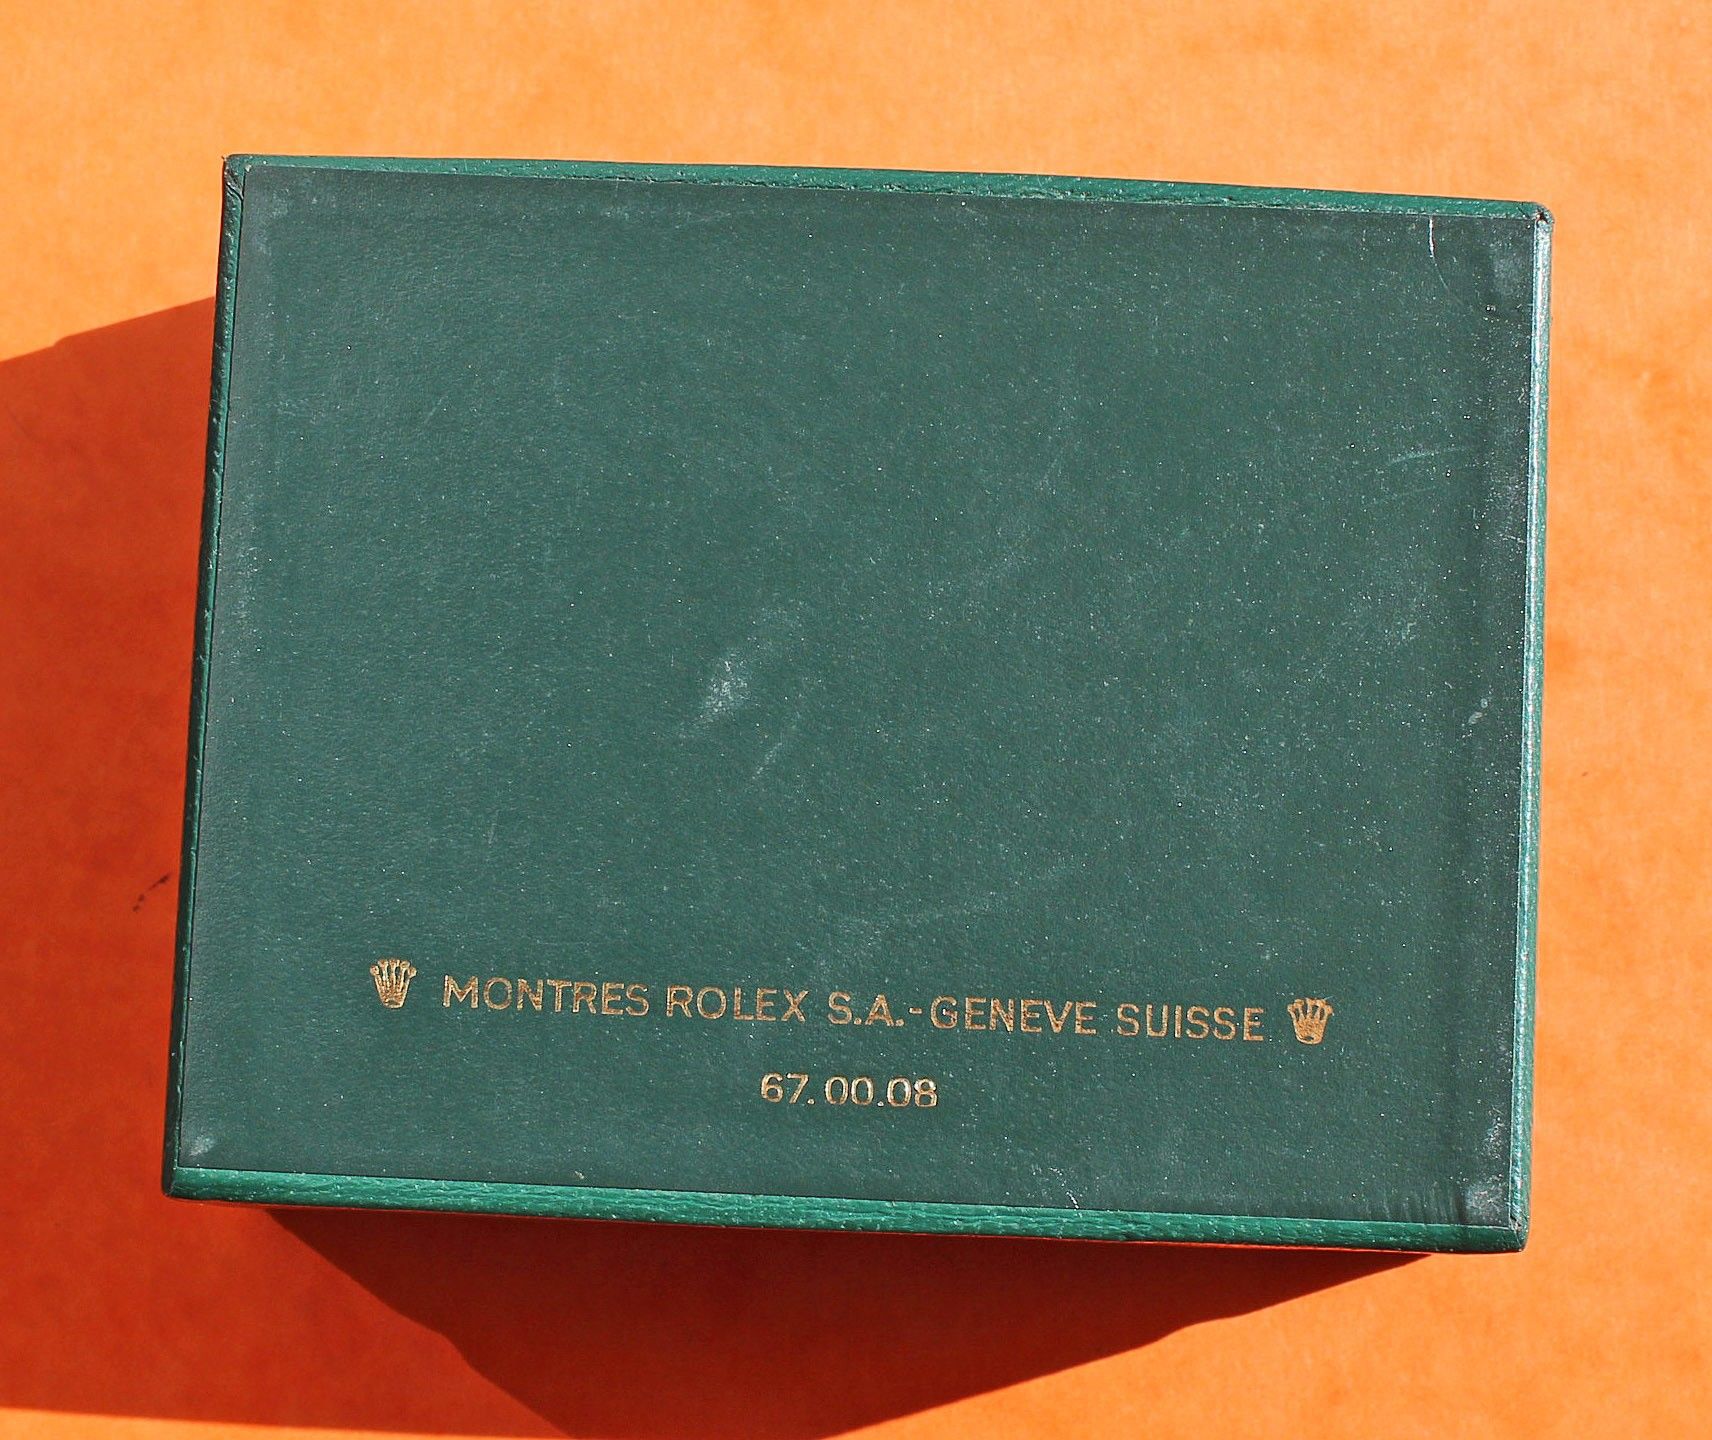 MONTRES ROLEX S.A.-GENEVE SUISSE
67.00.08